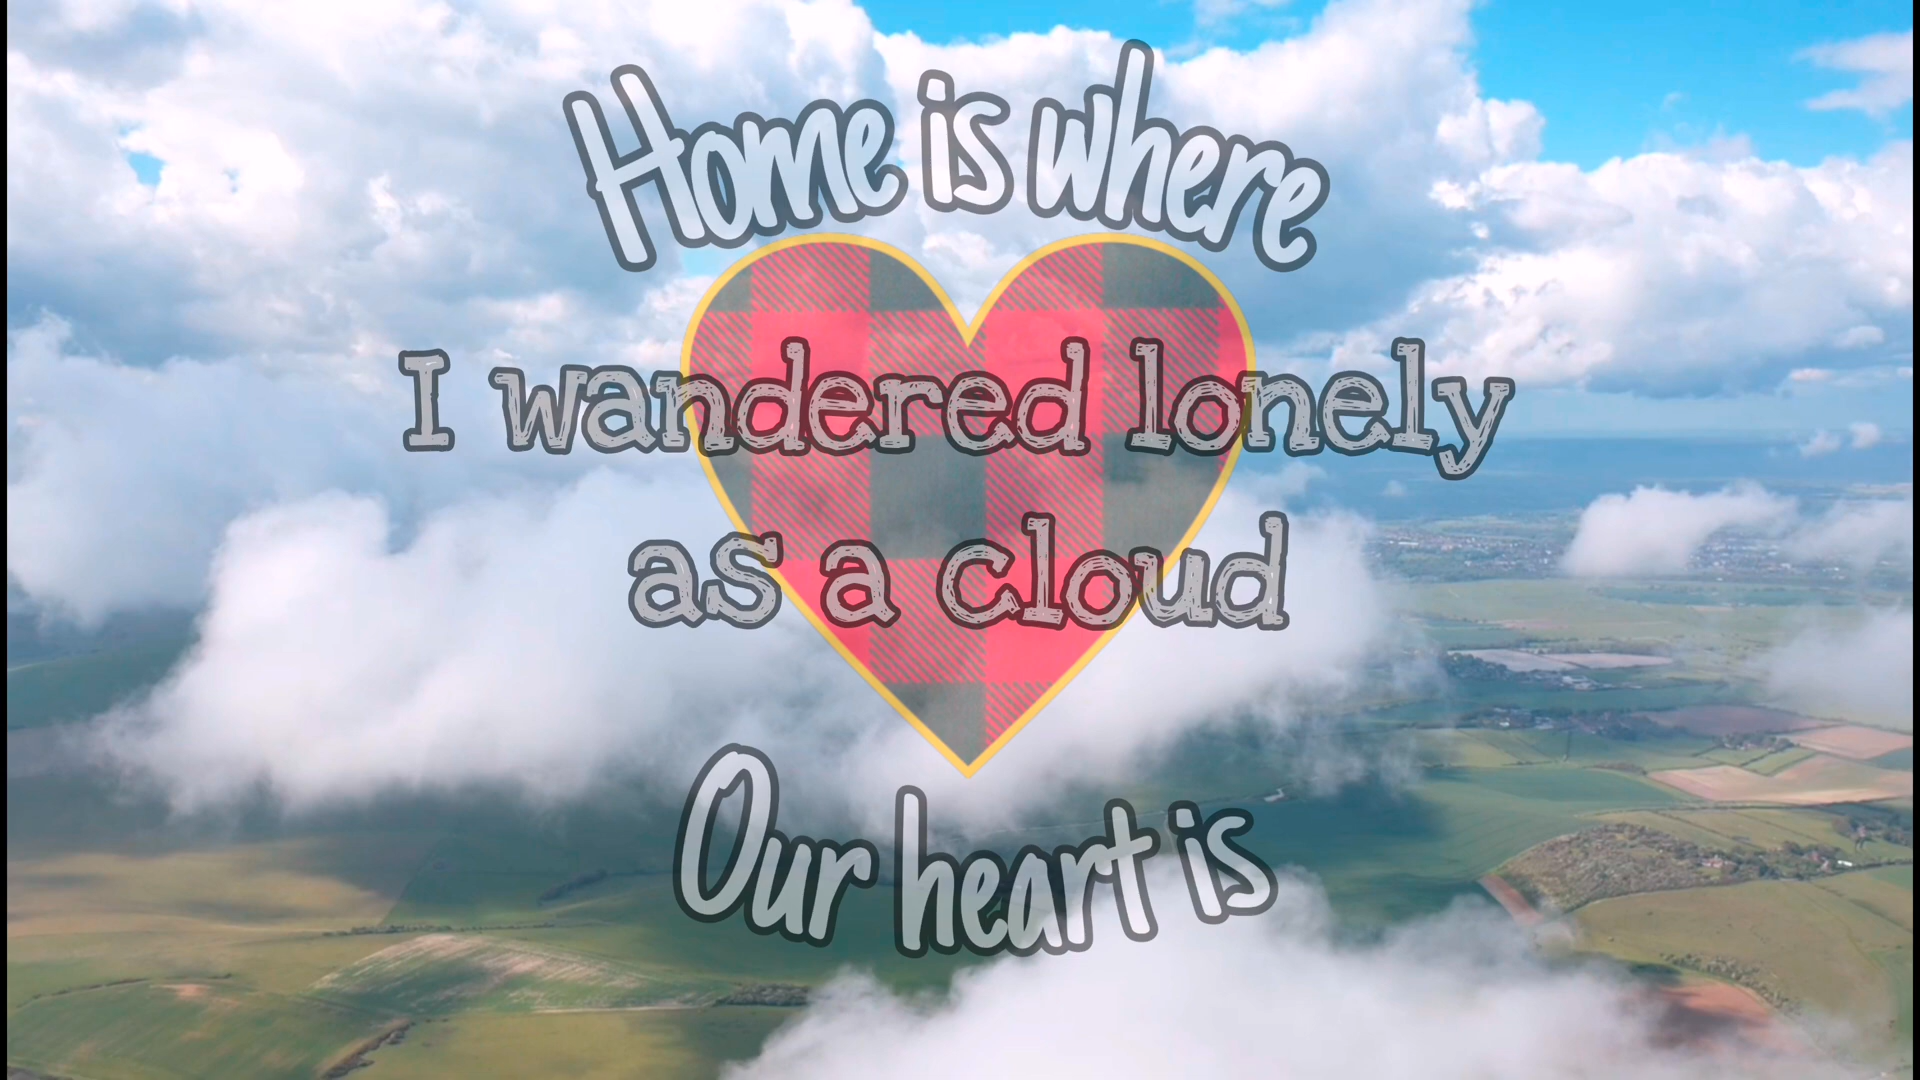 Home is where
I wandered lonely
as a cloud
Our heart is